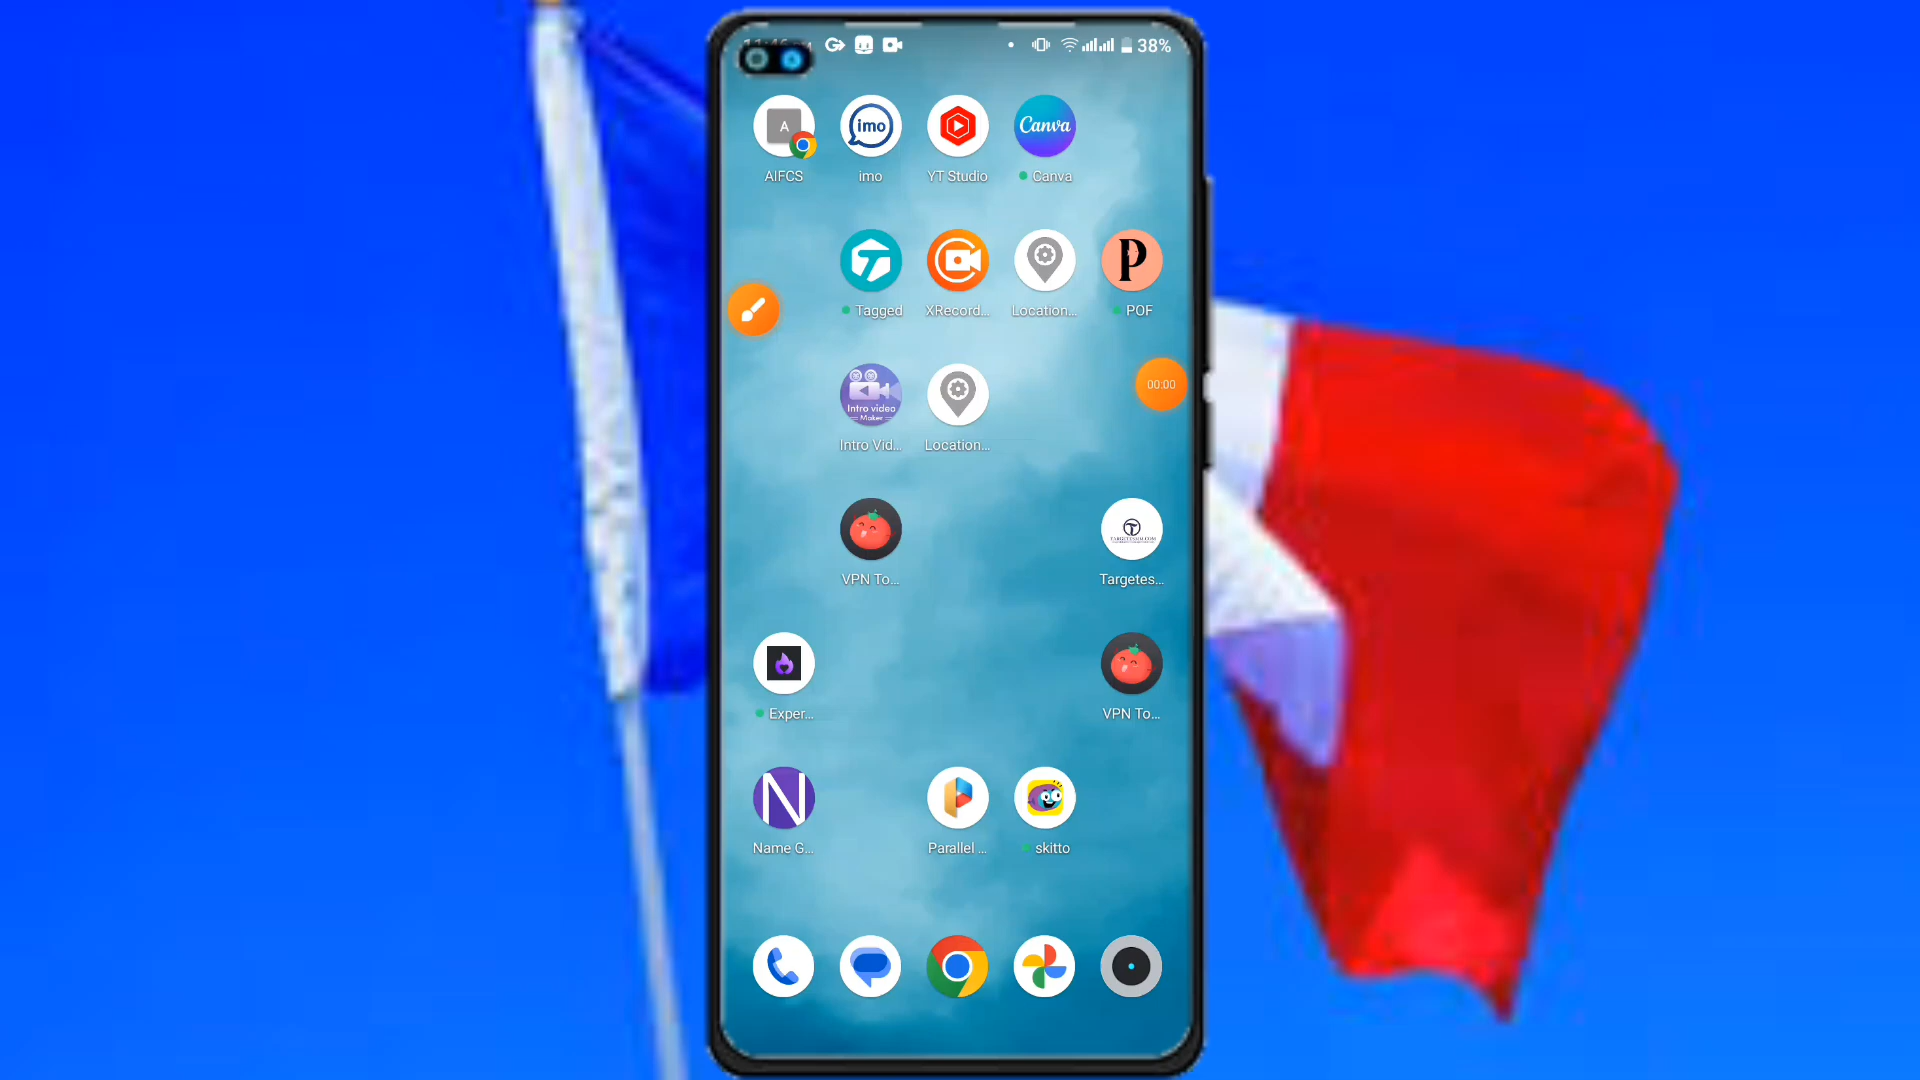 38%
A
imo
Canva
AIFCS
imo
YT Studio
Canva
P
Tagged
XRecord...
Location...
POF
00:00
Intro video
Maker
Intro Vid...
Location...
VPN To...
Targetes...
Exper...
VPN To...
N
Name G...
Parallel ...
skitto